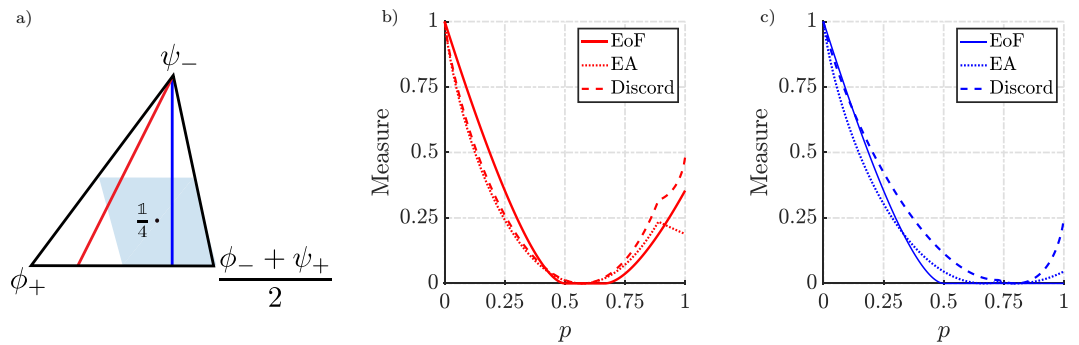 a)
ψ_
𝟙/4
ϕ+
ϕ_ + ψ+
2
b)
1
0.75
0.5
0.25
0
Measure
EoF
EA
Discord
0 0.25 0.5 0.75 1
p
c)
1
0.75
0.5
0.25
0
Measure
EoF
EA
Discord
0 0.25 0.5 0.75 1
p